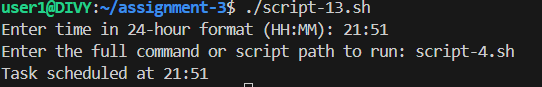 user1@DIVY:~/assignment-3$ ./script-13.sh
Enter time in 24-hour format (HH:MM): 21:51
Enter the full command or script path to run: script-4.sh
Task scheduled at 21:51